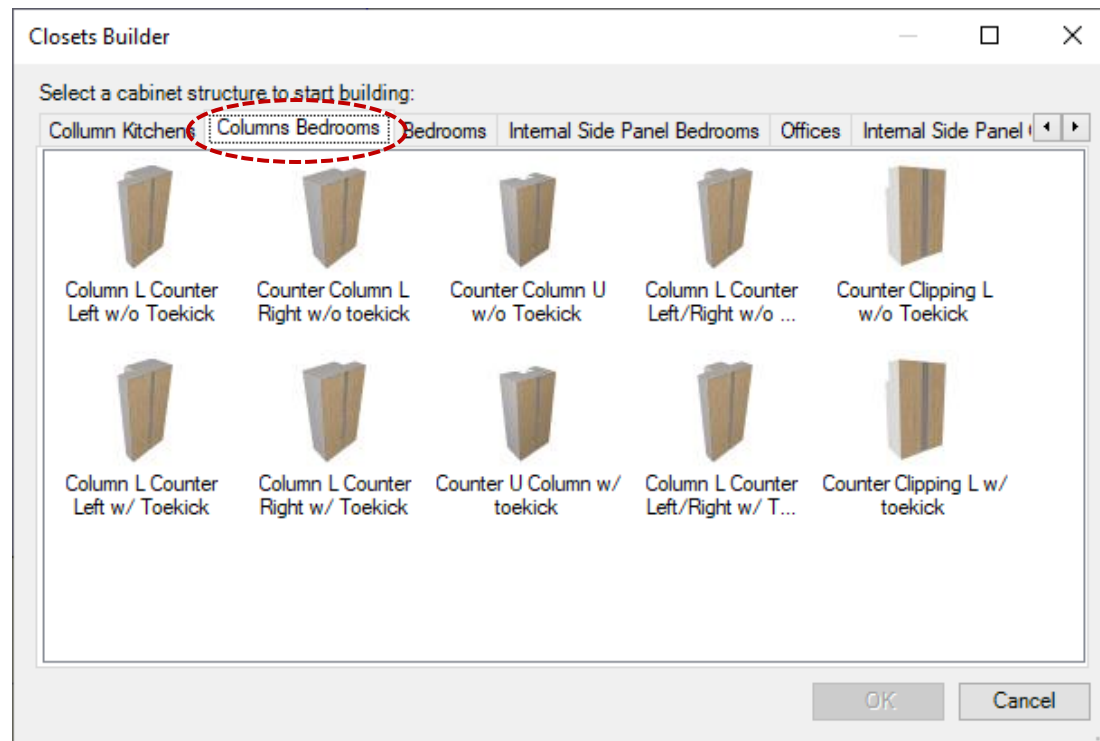 Closets Builder
Select a cabinet structure to start building:
Collumn Kitchens Columns Bedrooms Bedrooms Internal Side Panel Bedrooms Offices Internal Side Panel
Column L Counter Counter Column L Counter Column U Column L Counter Counter Clipping L
Left w/o Toekick Right w/o toekick w/o Toekick Left/Right w/o ... w/o Toekick
Column L Counter Column L Counter Counter U Column w/ Column L Counter Counter Clipping L w/
Left w/ Toekick Right w/ Toekick toekick Left/Right w/ T... toekick
OK Cancel